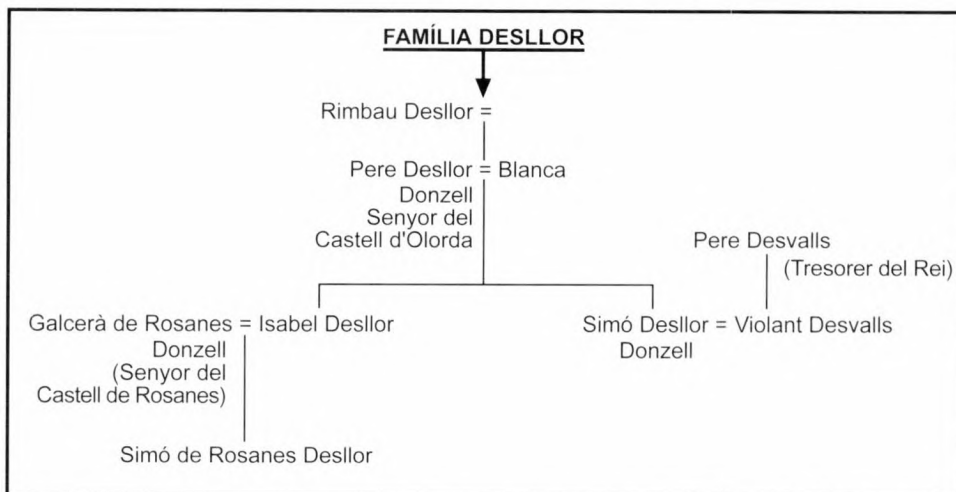 FAMÍLIA DESLLOR
Rimbau Desllor =
Pere Desllor = Blanca
Donzell
Senyor del
Castell d'Olorda
Pere Desvalls
(Tresorer del Rei)
Galcerà de Rosanes = Isabel Desllor
Donzell
(Senyor del
Castell de Rosanes)
Simó Desllor = Violant Desvalls
Donzell
Simó de Rosanes Desllor